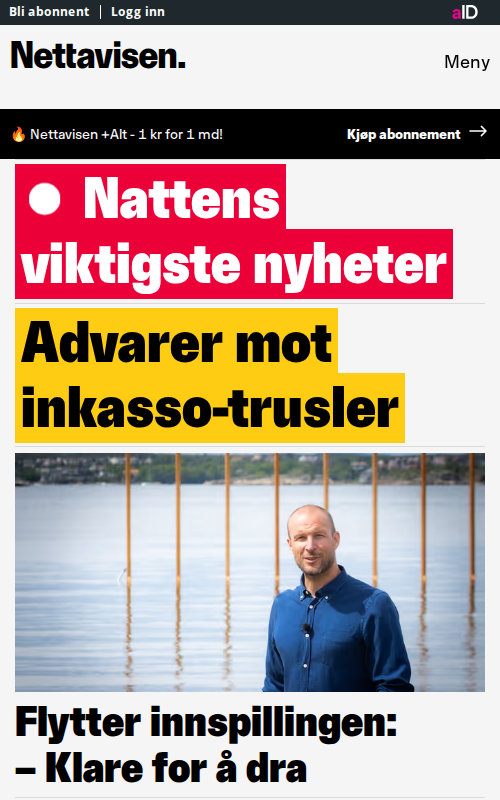 Bli abonnent | Logg inn
aID
Nettavisen.
Meny
🔥 Nettavisen +Alt - 1 kr for 1 md!
Kjøp abonnement →
Nattens
viktigste nyheter
Advarer mot
inkasso-trusler
Flytter innspillingen:
– Klare for å dra